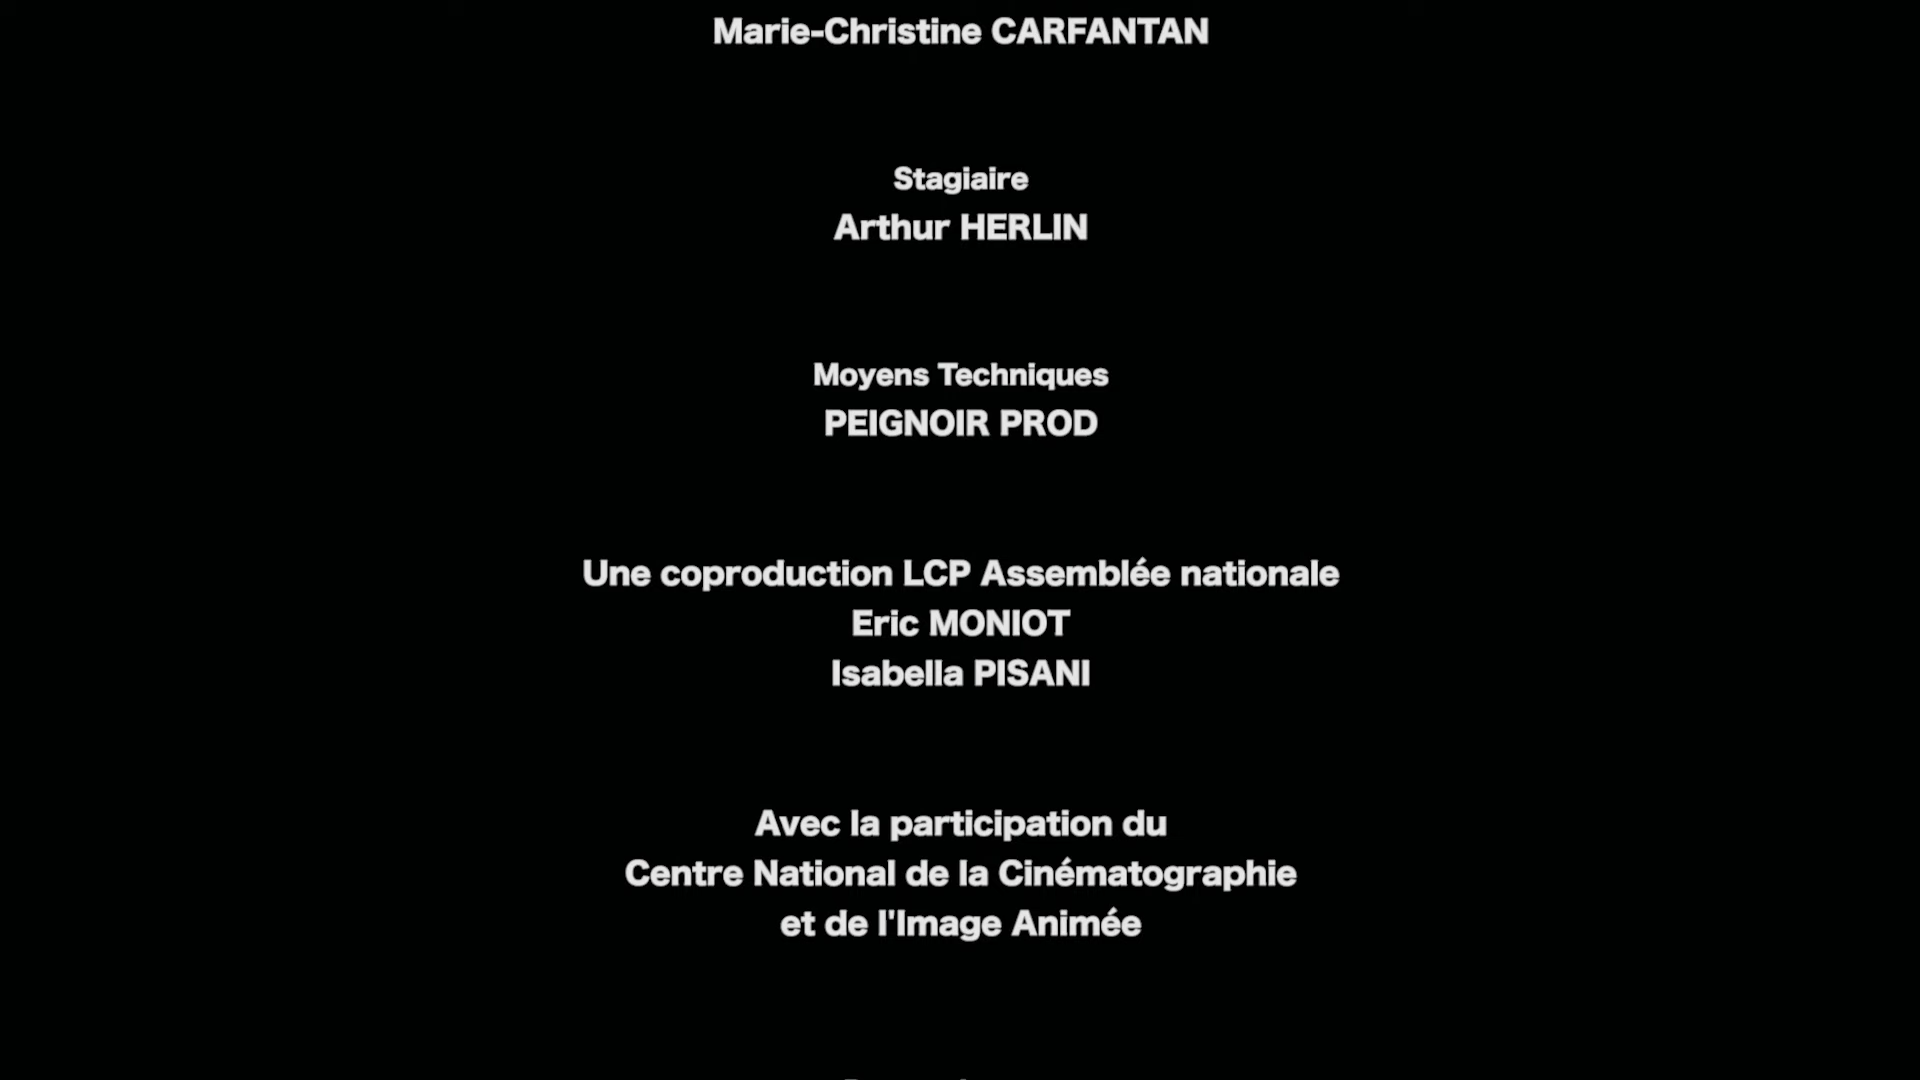 Marie-Christine CARFANTAN
Stagiaire
Arthur HERLIN
Moyens Techniques
PEIGNOIR PROD
Une coproduction LCP Assemblée nationale
Eric MONIOT
Isabella PISANI
Avec la participation du
Centre National de la Cinématographie
et de l'Image Animée